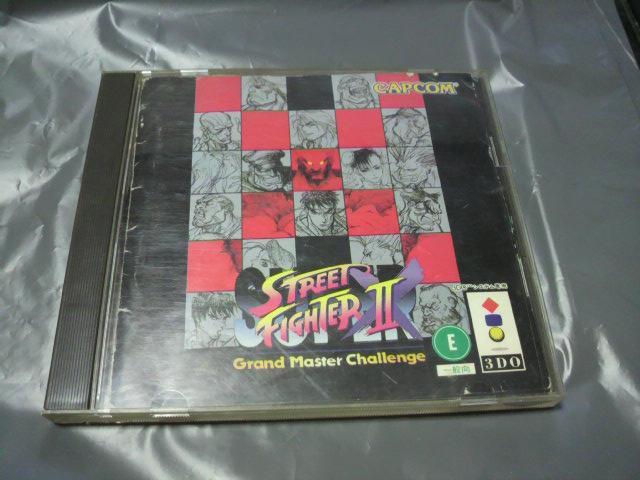 CAPCOM
SUPER
STREET
FIGHTER II X
Grand Master Challenge
E
一般向
3DO